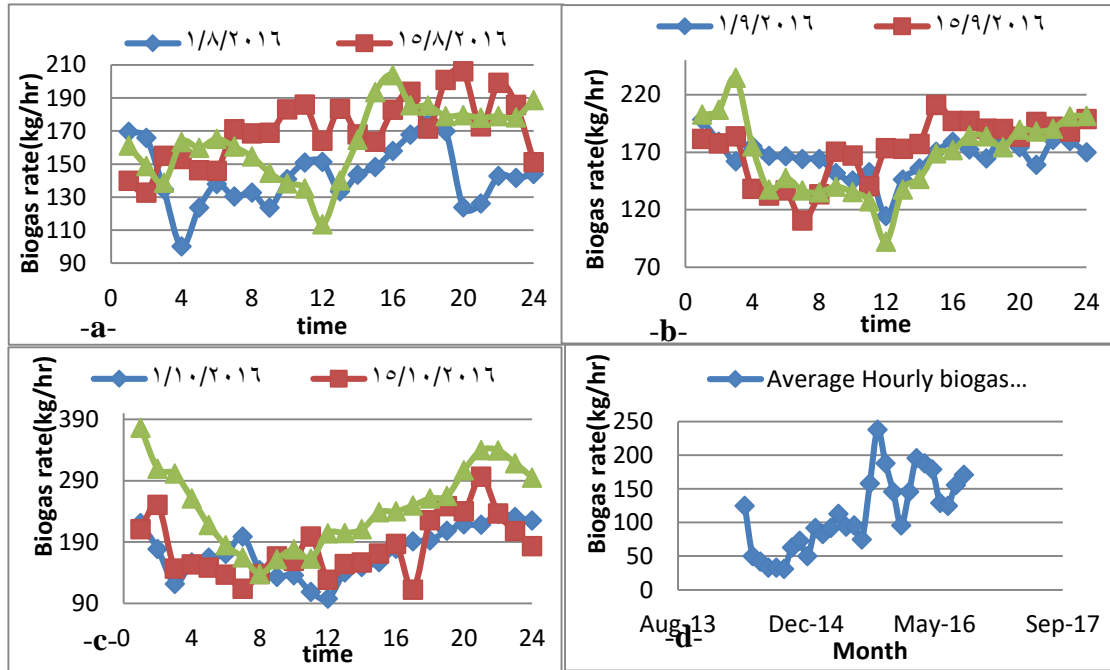 ١/٨/٢٠١٦ ١٥/٨/٢٠١٦
Biogas rate(kg/hr)
210
190
170
150
130
110
90
0 4 8 12 16 20 24
time
-a-
١/٩/٢٠١٦ ١٥/٩/٢٠١٦
Biogas rate(kg/hr)
220
170
120
70
0 4 8 12 16 20 24
time
-b-
١/١٠/٢٠١٦ ١٥/١٠/٢٠١٦
Biogas rate(kg/hr)
390
290
190
90
0 4 8 12 16 20 24
time
-c-
Average Hourly biogas...
Biogas rate(kg/hr)
250
200
150
100
50
0
Aug-13 Dec-14 May-16 Sep-17
Month
-d-